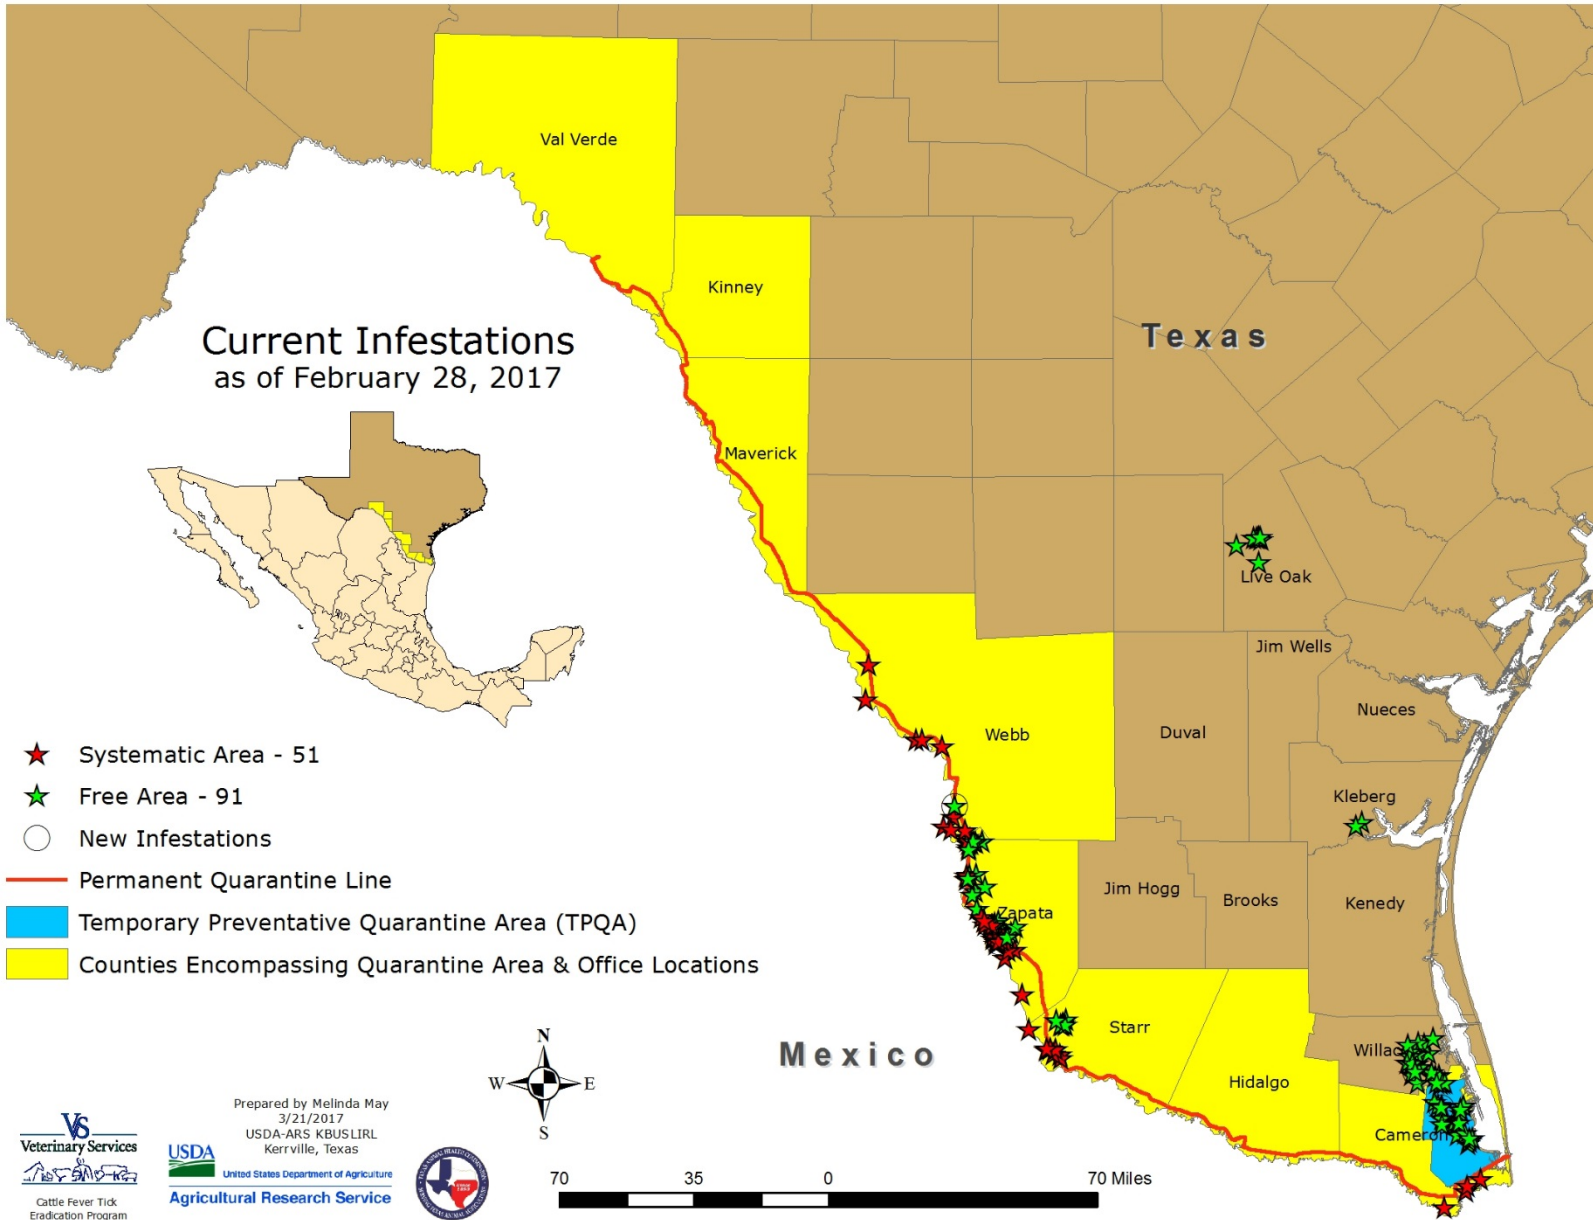 Val Verde
Kinney
Texas
Current Infestations
as of February 28, 2017
Maverick
Live Oak
Jim Wells
Nueces
Webb
Duval
Systematic Area - 51
Free Area - 91
Kleberg
New Infestations
Permanent Quarantine Line
Jim Hogg
Brooks
Kenedy
Zapata
Temporary Preventative Quarantine Area (TPQA)
Counties Encompassing Quarantine Area & Office Locations
Starr
Mexico
Hidalgo
Cameron
N
W
E
S
VS
Veterinary Services
Cattle Fever Tick
Eradication Program
Prepared by Melinda May
3/21/2017
USDA-ARS KBUSLIRL
Kerrville, Texas
USDA
United States Department of Agriculture
Agricultural Research Service
70 35 0 70 Miles